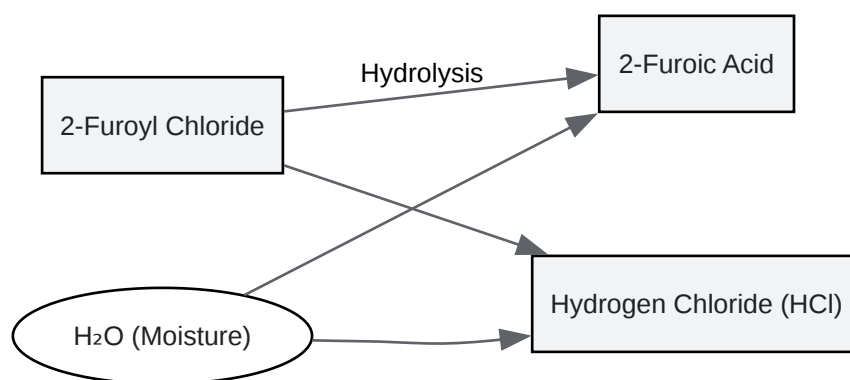 Hydrolysis
2-Furoic Acid
2-Furoyl Chloride
Hydrogen Chloride (HCl)
H₂O (Moisture)